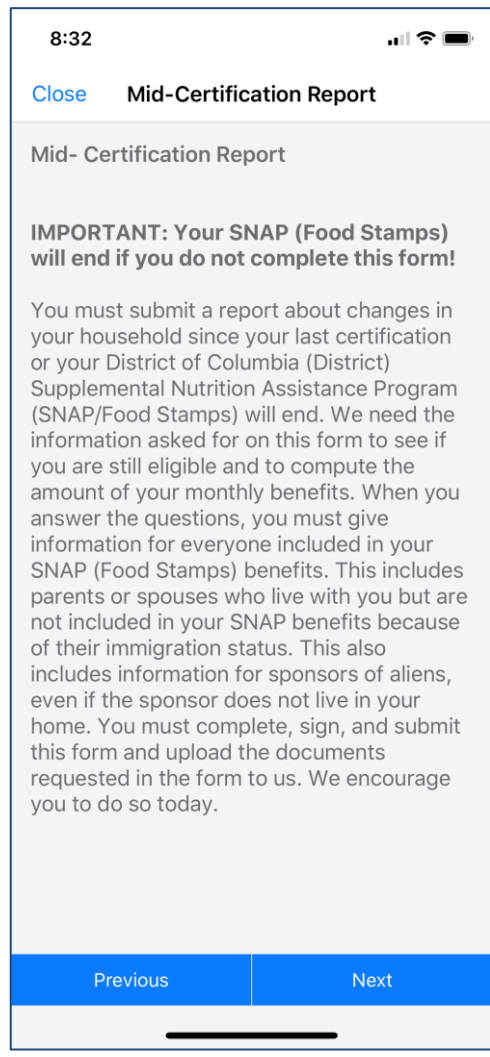 8:32
Close Mid-Certification Report
Mid- Certification Report
IMPORTANT: Your SNAP (Food Stamps)
will end if you do not complete this form!
You must submit a report about changes in
your household since your last certification
or your District of Columbia (District)
Supplemental Nutrition Assistance Program
(SNAP/Food Stamps) will end. We need the
information asked for on this form to see if
you are still eligible and to compute the
amount of your monthly benefits. When you
answer the questions, you must give
information for everyone included in your
SNAP (Food Stamps) benefits. This includes
parents or spouses who live with you but are
not included in your SNAP benefits because
of their immigration status. This also
includes information for sponsors of aliens,
even if the sponsor does not live in your
home. You must complete, sign, and submit
this form and upload the documents
requested in the form to us. We encourage
you to do so today.
Previous Next